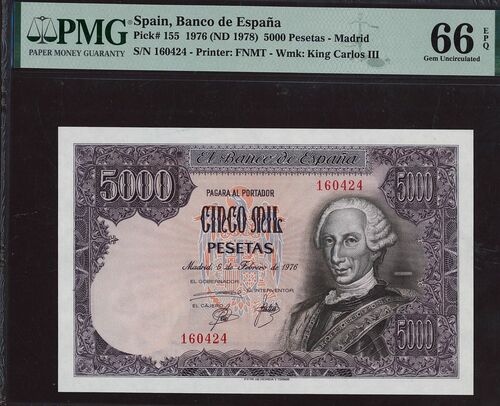 PMG
PAPER MONEY GUARANTY
Spain, Banco de España
Pick# 155 1976 (ND 1978) 5000 Pesetas - Madrid
S/N 160424 - Printer: FNMT - Wmk: King Carlos III
66 EPQ
Gem Uncirculated
El Banco de España
5000
PAGARA AL PORTADOR
160424
5000
CINCO MIL
PESETAS
Madrid, 6 de Febrero de 1976
EL GOBERNADOR
EL INTERVENTOR
EL CAJERO
160424
5000